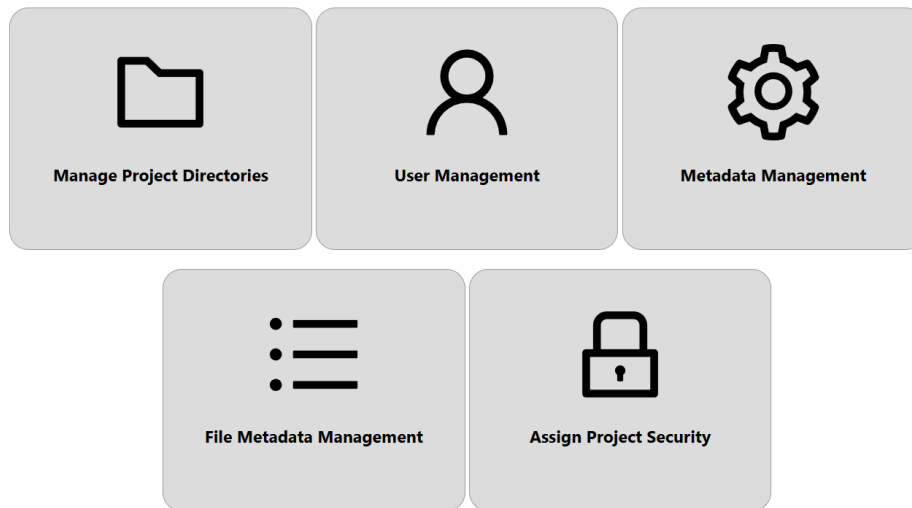 Manage Project Directories
User Management
Metadata Management
File Metadata Management
Assign Project Security